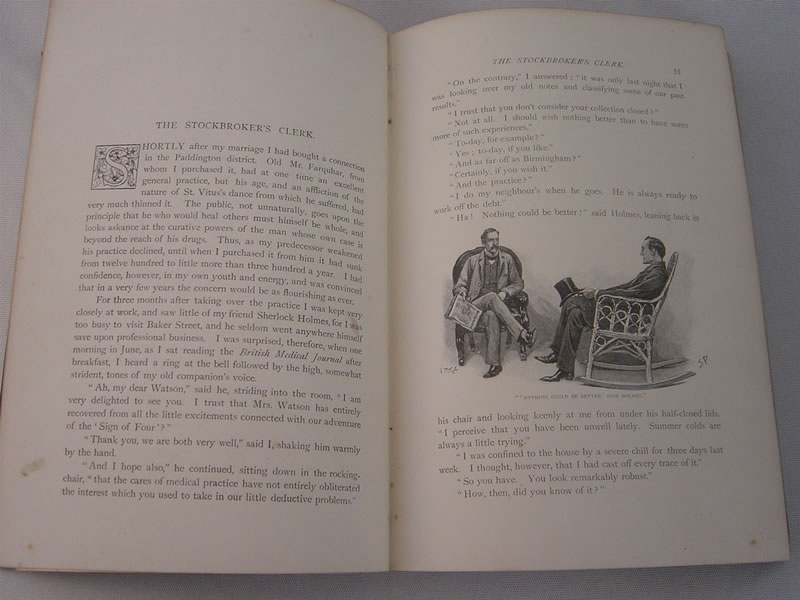 THE STOCKBROKER'S CLERK.
SHORTLY after my marriage I had bought a connection
in the Paddington district. Old Mr. Farquhar, from
whom I purchased it, had at one time an excellent
general practice, but his age, and an affliction of the
nature of St. Vitus's dance from which he suffered, had
very much thinned it. The public, not unnaturally, goes upon the
principle that he who would heal others must himself be whole, and
looks askance at the curative powers of the man whose own case is
beyond the reach of his drugs. Thus, as my predecessor weakened
his practice declined, until when I purchased it from him it had sunk
from twelve hundred to little more than three hundred a year. I had
confidence, however, in my own youth and energy, and was convinced
that in a very few years the concern would be as flourishing as ever.
For three months after taking over the practice I was kept very
closely at work, and saw little of my friend Sherlock Holmes, for I was
too busy to visit Baker Street, and he seldom went anywhere himself
save upon professional business. I was surprised, therefore, when one
morning in June, as I sat reading the British Medical Journal after
breakfast, I heard a ring at the bell followed by the high, somewhat
strident, tones of my old companion's voice.
"Ah, my dear Watson," said he, striding into the room, "I am
very delighted to see you. I trust that Mrs. Watson has entirely
recovered from all the little excitements connected with our adventure
of the 'Sign of Four'?"
"Thank you, we are both very well," said I, shaking him warmly
by the hand.
"And I hope also," he continued, sitting down in the rocking-
chair, "that the cares of medical practice have not entirely obliterated
the interest which you used to take in our little deductive problems."
THE STOCKBROKER'S CLERK.
"On the contrary," I answered; "it was only last night that I
was looking over my old notes and classifying some of our past
results."
"I trust that you don't consider your collection closed?"
"Not at all. I should wish nothing better than to have some
more of such experiences."
"To-day, for example?"
"Yes; to-day, if you like."
"And as far off as Birmingham?"
"Certainly, if you wish it."
"And the practice?"
"I do my neighbour's when he goes. He is always ready to
work off the debt."
"Ha! Nothing could be better!" said Holmes, leaning back in
SP
"'NOTHING COULD BE BETTER,' SAID HOLMES."
his chair and looking keenly at me from under his half-closed lids.
"I perceive that you have been unwell lately. Summer colds are
always a little trying."
"I was confined to the house by a severe chill for three days last
week. I thought, however, that I had cast off every trace of it."
"So you have. You look remarkably robust."
"How, then, did you know of it?"